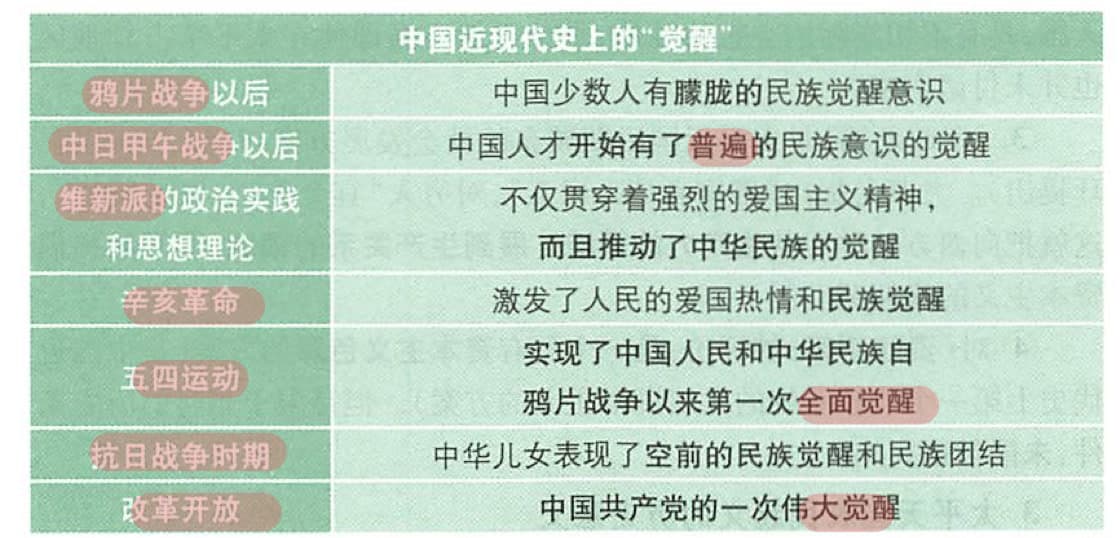 中国近现代史上的“觉醒”
鸦片战争以后
中国少数人有朦胧的民族觉醒意识
中日甲午战争以后
中国人才开始有了普遍的民族意识的觉醒
维新派的政治实践
和思想理论
不仅贯穿着强烈的爱国主义精神，
而且推动了中华民族的觉醒
辛亥革命
激发了人民的爱国热情和民族觉醒
五四运动
实现了中国人民和中华民族自
鸦片战争以来第一次全面觉醒
抗日战争时期
中华儿女表现了空前的民族觉醒和民族团结
改革开放
中国共产党的一次伟大觉醒